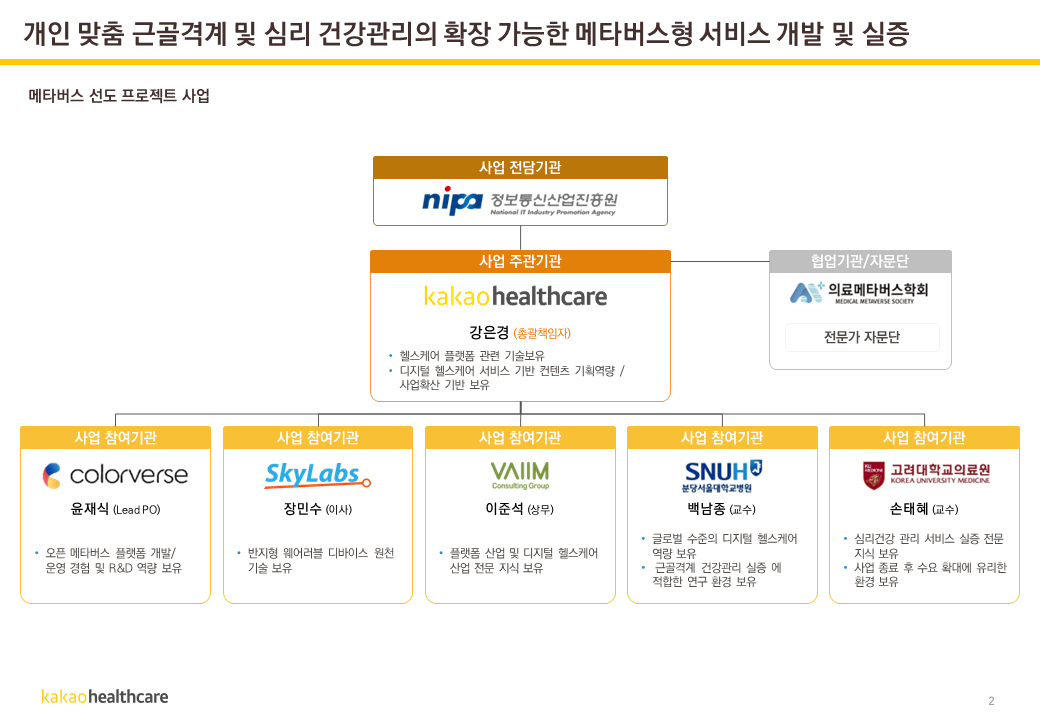 개인 맞춤 근골격계 및 심리 건강관리의 확장 가능한 메타버스형 서비스 개발 및 실증
메타버스 선도 프로젝트 사업
사업 전담기관
nipa 정보통신산업진흥원
National IT Industry Promotion Agency
사업 주관기관
kakaohealthcare
강은경 (총괄책임자)
• 헬스케어 플랫폼 관련 기술보유
• 디지털 헬스케어 서비스 기반 컨텐츠 기획역량 /
사업확산 기반 보유
협업기관/자문단
의료메타버스학회
MEDICAL METAVERSE SOCIETY
전문가 자문단
사업 참여기관
colorverse
윤재식 (Lead PO)
• 오픈 메타버스 플랫폼 개발/
운영 경험 및 R&D 역량 보유
사업 참여기관
SkyLabs
장민수 (이사)
• 반지형 웨어러블 디바이스 원천
기술 보유
사업 참여기관
VAIIM
Consulting Group
이준석 (상무)
• 플랫폼 산업 및 디지털 헬스케어
산업 전문 지식 보유
사업 참여기관
SNUH
분당서울대학교병원
백남종 (교수)
• 글로벌 수준의 디지털 헬스케어
역량 보유
• 근골격계 건강관리 실증 에
적합한 연구 환경 보유
사업 참여기관
KU MEDICINE
고려대학교의료원
KOREA UNIVERSITY MEDICINE
손태혜 (교수)
• 심리건강 관리 서비스 실증 전문
지식 보유
• 사업 종료 후 수요 확대에 유리한
환경 보유
kakaohealthcare
2